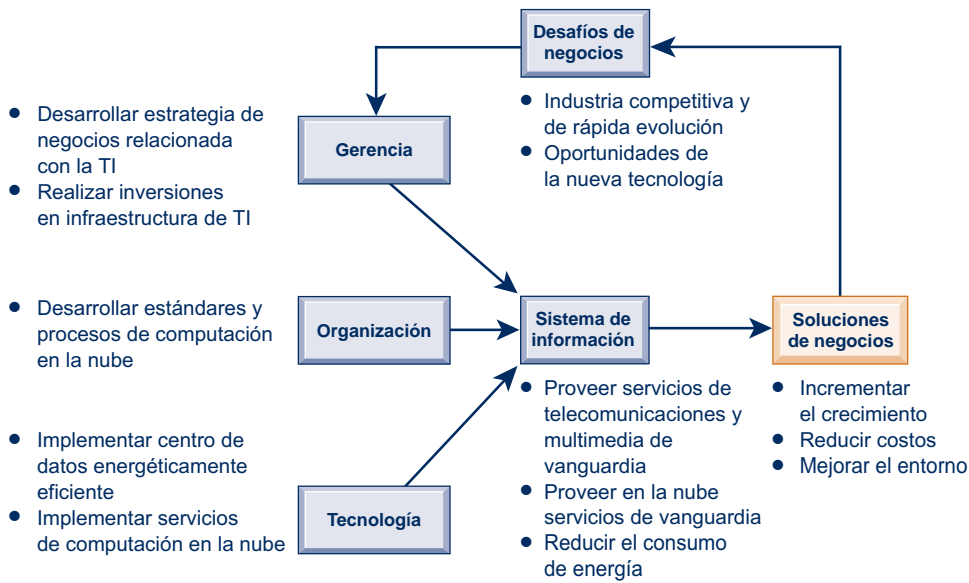 Desafíos de
negocios
• Industria competitiva y
de rápida evolución
• Oportunidades de
la nueva tecnología
• Desarrollar estrategia de
negocios relacionada
con la TI
• Realizar inversiones
en infraestructura de TI
Gerencia
• Desarrollar estándares y
procesos de computación
en la nube
Organización
Sistema de
información
Soluciones
de negocios
• Proveer servicios de
telecomunicaciones y
multimedia de
vanguardia
• Proveer en la nube
servicios de vanguardia
• Reducir el consumo
de energía
• Incrementar
el crecimiento
• Reducir costos
• Mejorar el entorno
• Implementar centro de
datos energéticamente
eficiente
• Implementar servicios
de computación en la nube
Tecnología